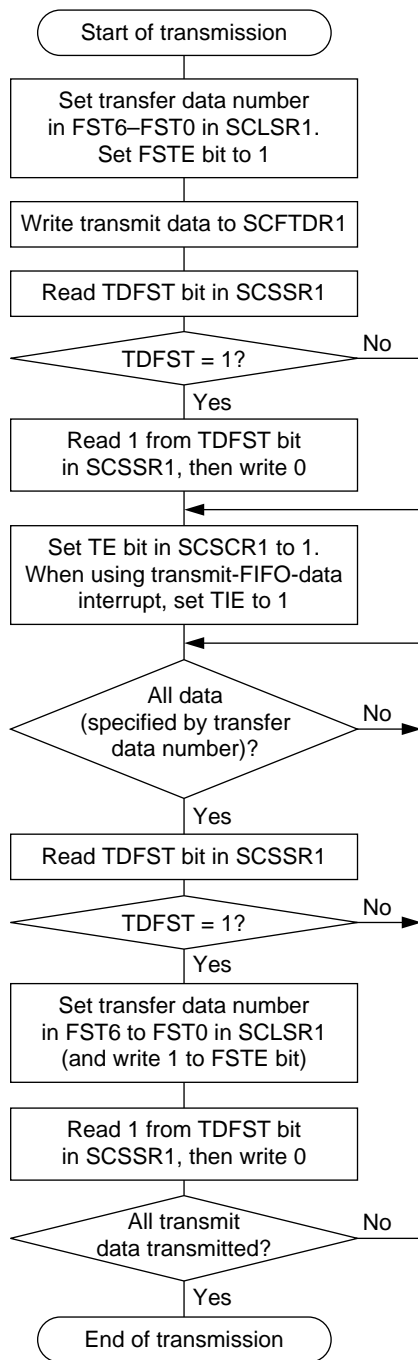 Start of transmission
Set transfer data number
in FST6–FST0 in SCLSR1.
Set FSTE bit to 1
Write transmit data to SCFTDR1
Read TDFST bit in SCSSR1
TDFST = 1?
No
Yes
Read 1 from TDFST bit
in SCSSR1, then write 0
Set TE bit in SCSCR1 to 1.
When using transmit-FIFO-data
interrupt, set TIE to 1
All data
(specified by transfer
data number)?
No
Yes
Read TDFST bit in SCSSR1
TDFST = 1?
No
Yes
Set transfer data number
in FST6 to FST0 in SCLSR1
(and write 1 to FSTE bit)
Read 1 from TDFST bit
in SCSSR1, then write 0
All transmit
data transmitted?
No
Yes
End of transmission